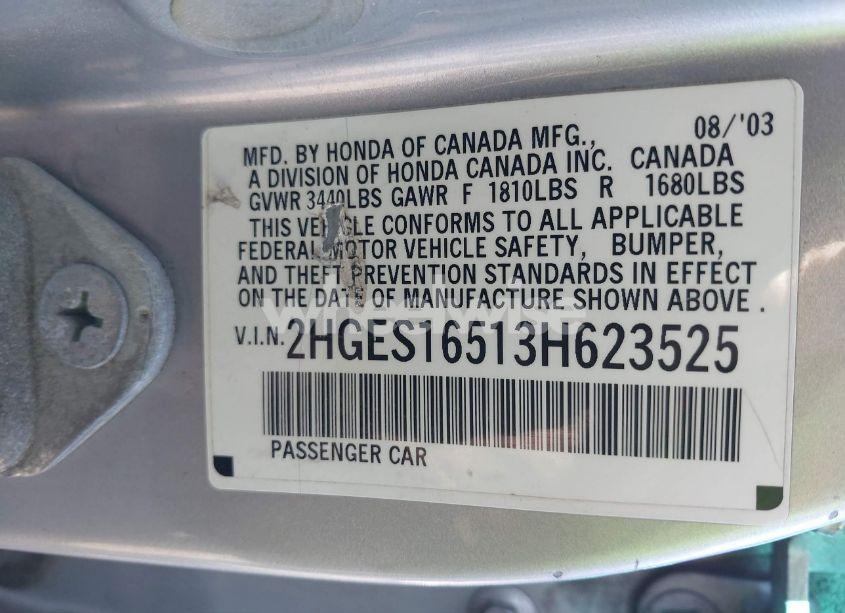 08/'03
MFD. BY HONDA OF CANADA MFG.,
A DIVISION OF HONDA CANADA INC. CANADA
GVWR 3440LBS GAWR F 1810LBS R 1680LBS
THIS VEHICLE CONFORMS TO ALL APPLICABLE
FEDERAL MOTOR VEHICLE SAFETY, BUMPER,
AND THEFT PREVENTION STANDARDS IN EFFECT
ON THE DATE OF MANUFACTURE SHOWN ABOVE.
wheelwise
V.I.N. 2HGES16513H623525
PASSENGER CAR